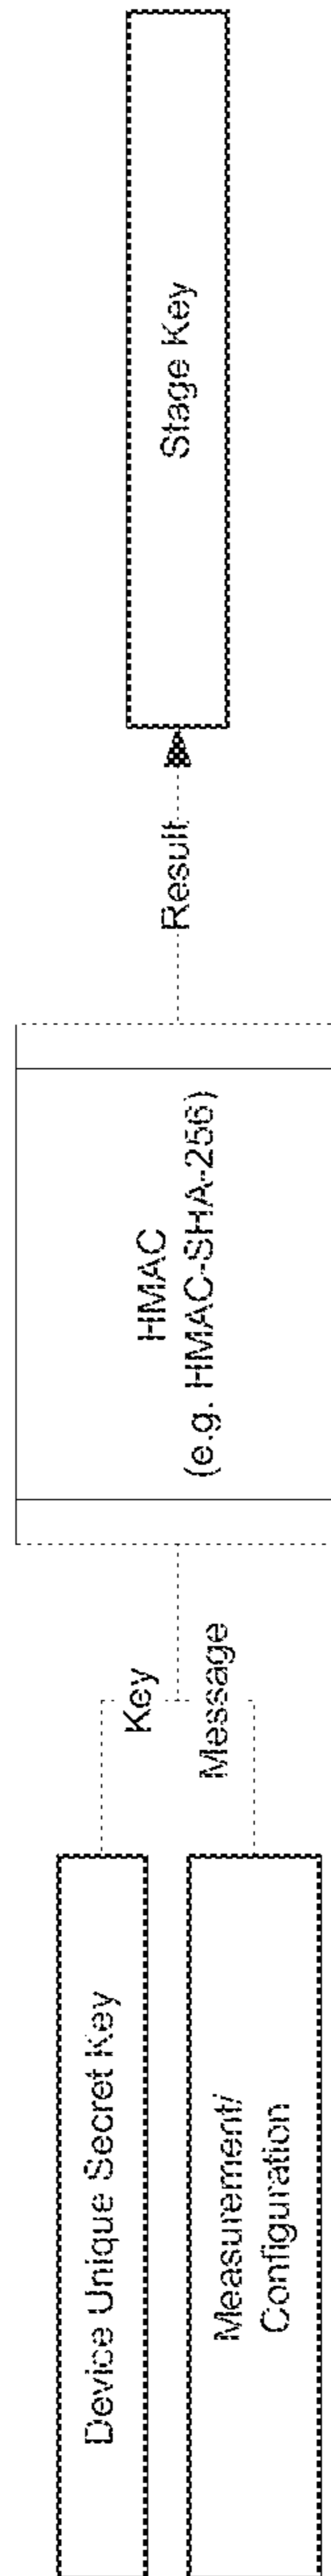 Device Unique Secret Key
Measurement/
Configuration
Key
Message
HMAC
(e.g. HMAC-SHA-256)
Result
Stage Key